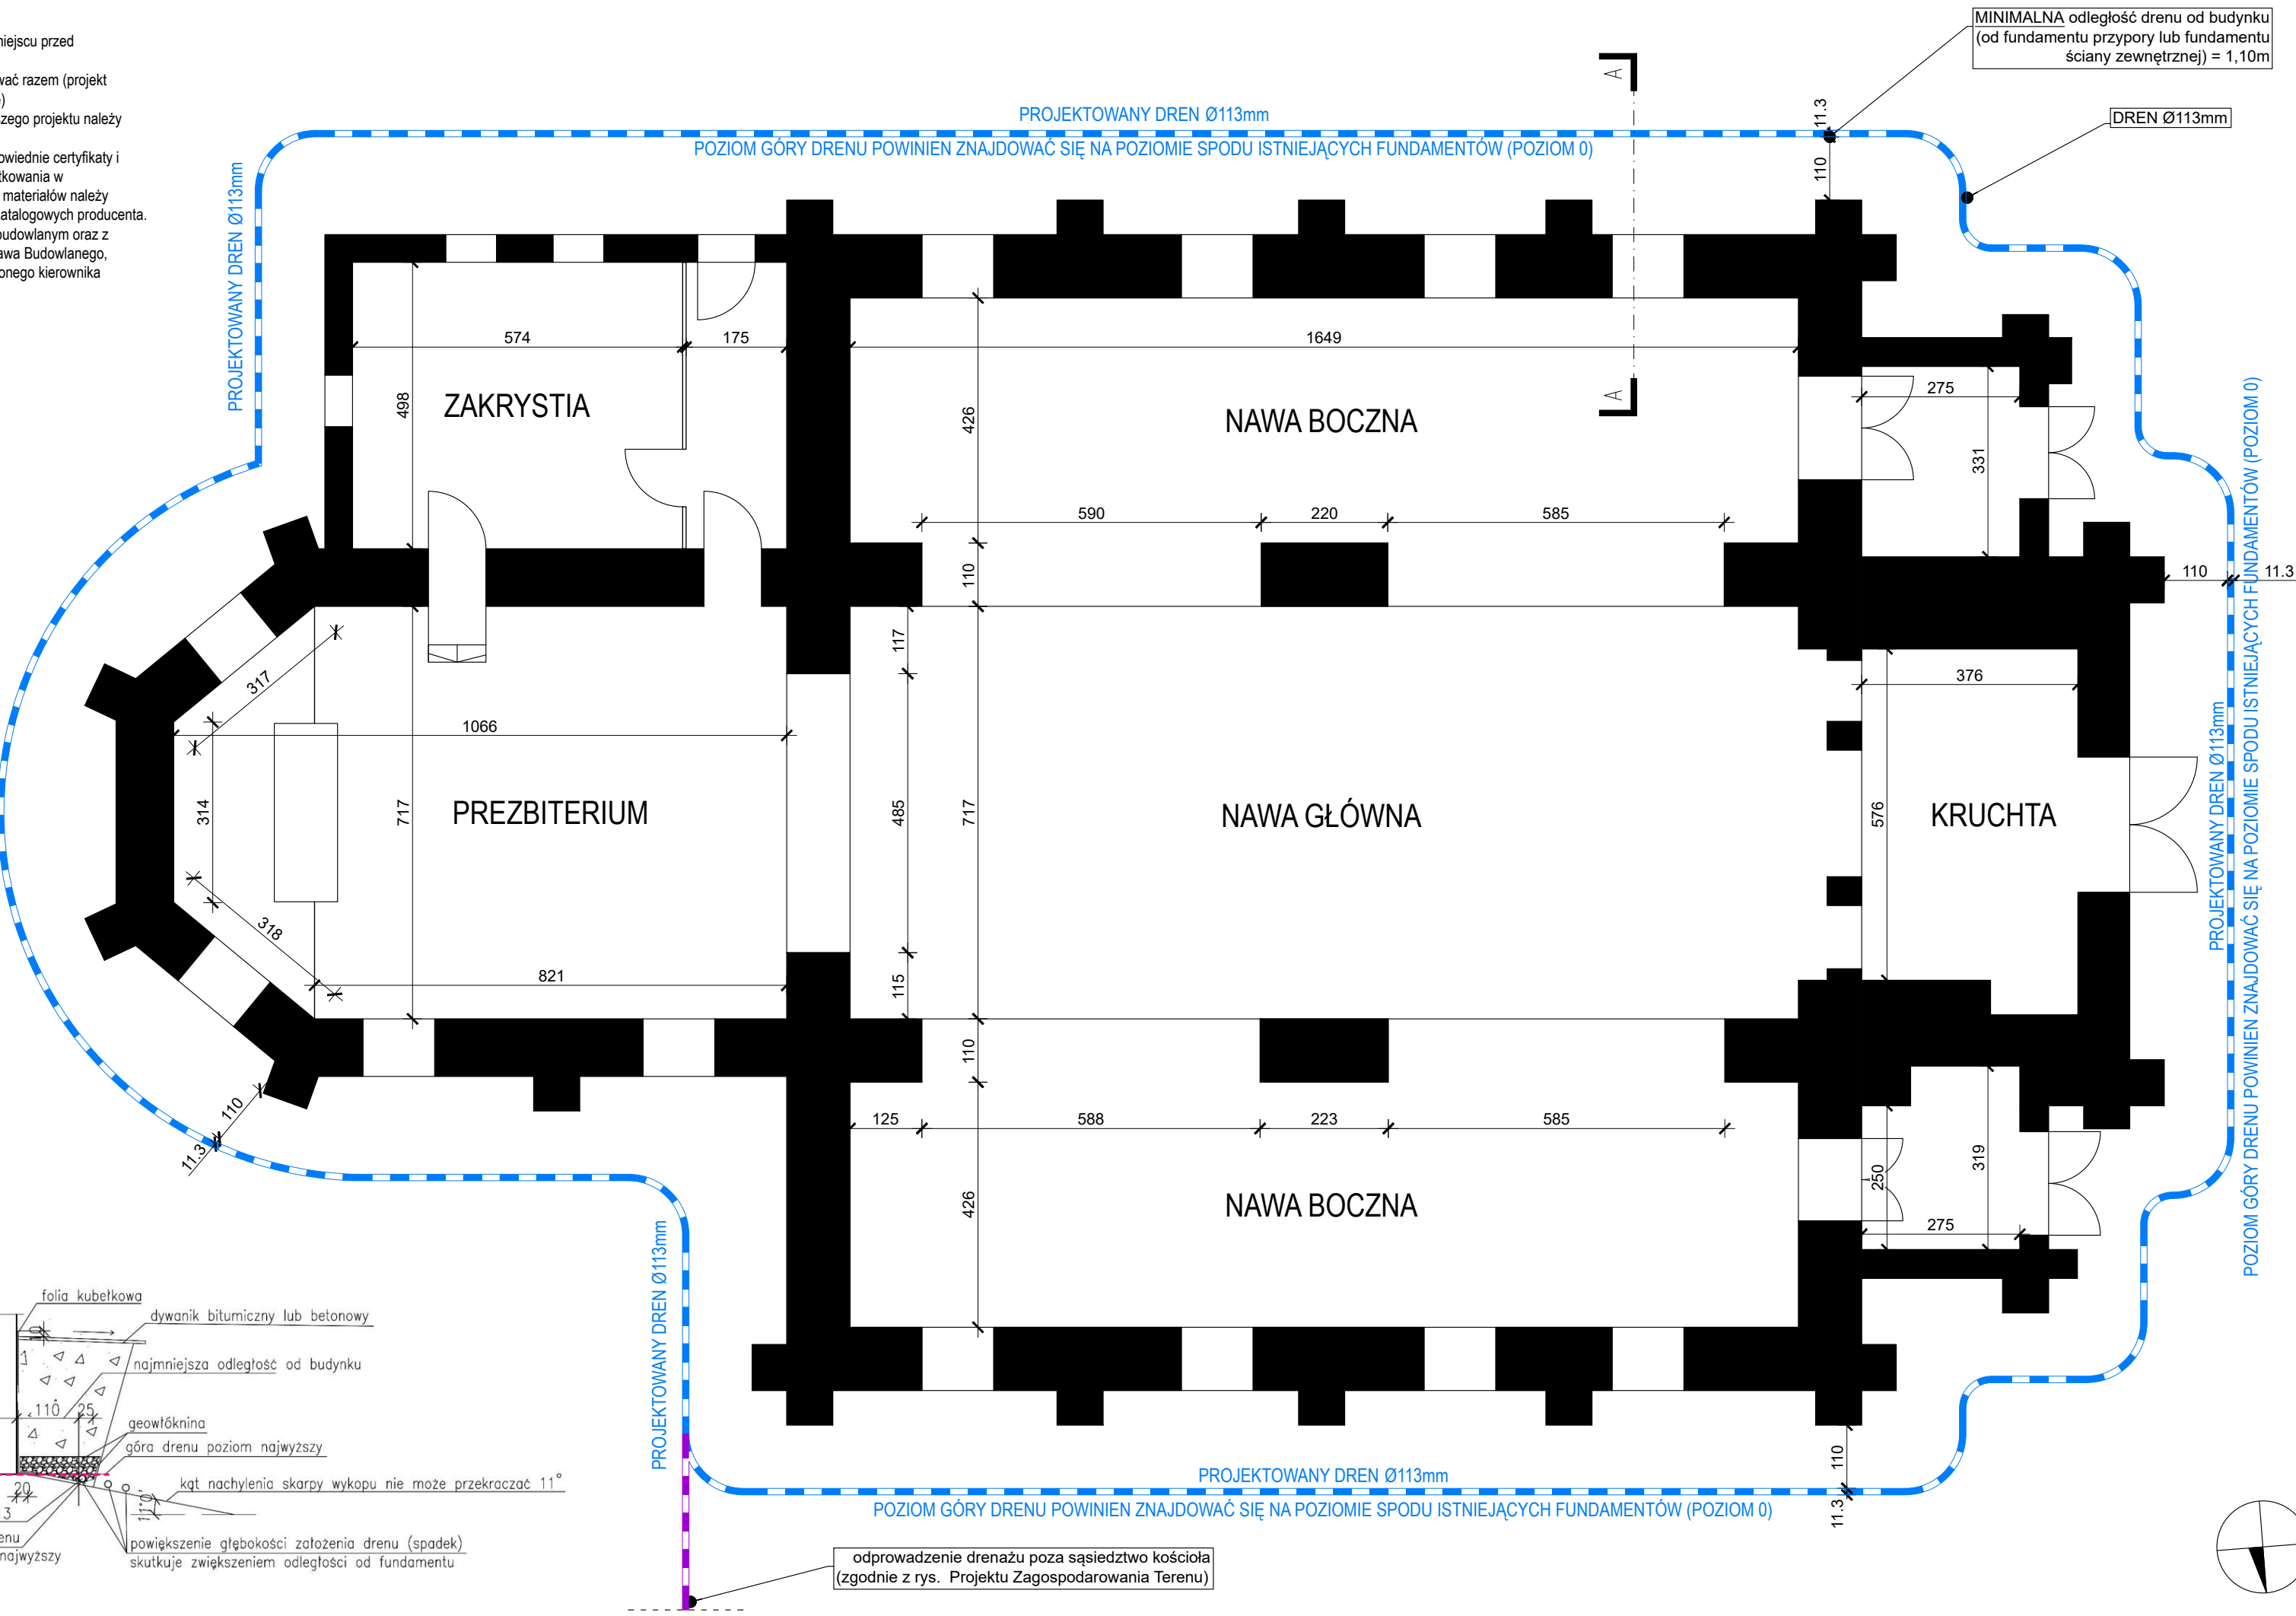 miejscu przed
wać razem (projekt
szego projektu należy
owiednie certyfikaty i
tkowania w
materiałów należy
katalogowych producenta.
budowlanym oraz z
awa Budowlanego,
onego kierownika
MINIMALNA odległość drenu od budynku
(od fundamentu przypory lub fundamentu
ściany zewnętrznej) = 1,10m
DREN Ø113mm
A
A
PROJEKTOWANY DREN Ø113mm
POZIOM GÓRY DRENU POWINIEN ZNAJDOWAĆ SIĘ NA POZIOMIE SPODU ISTNIEJĄCYCH FUNDAMENTÓW (POZIOM 0)
11.3
110
PROJEKTOWANY DREN Ø113mm
574
175
1649
275
498
ZAKRYSTIA
426
NAWA BOCZNA
331
590
220
585
110
110
11.3
117
317
376
1066
314
717
PREZBITERIUM
485
717
NAWA GŁÓWNA
576
KRUCHTA
318
821
115
110
125
588
223
585
110
11.3
426
NAWA BOCZNA
250
319
275
PROJEKTOWANY DREN Ø113mm
POZIOM GÓRY DRENU POWINIEN ZNAJDOWAĆ SIĘ NA POZIOMIE SPODU ISTNIEJĄCYCH FUNDAMENTÓW (POZIOM 0)
PROJEKTOWANY DREN Ø113mm
110
11.3
PROJEKTOWANY DREN Ø113mm
POZIOM GÓRY DRENU POWINIEN ZNAJDOWAĆ SIĘ NA POZIOMIE SPODU ISTNIEJĄCYCH FUNDAMENTÓW (POZIOM 0)
odprowadzenie drenażu poza sąsiedztwo kościoła
(zgodnie z rys. Projektu Zagospodarowania Terenu)
folia kubełkowa
dywanik bitumiczny lub betonowy
10
najmniejsza odległość od budynku
110
25
geowłóknina
góra drenu poziom najwyższy
kąt nachylenia skarpy wykopu nie może przekraczać 11°
20
11°0'
3
enu
najwyższy
powiększenie głębokości założenia drenu (spadek)
skutkuje zwiększeniem odległości od fundamentu